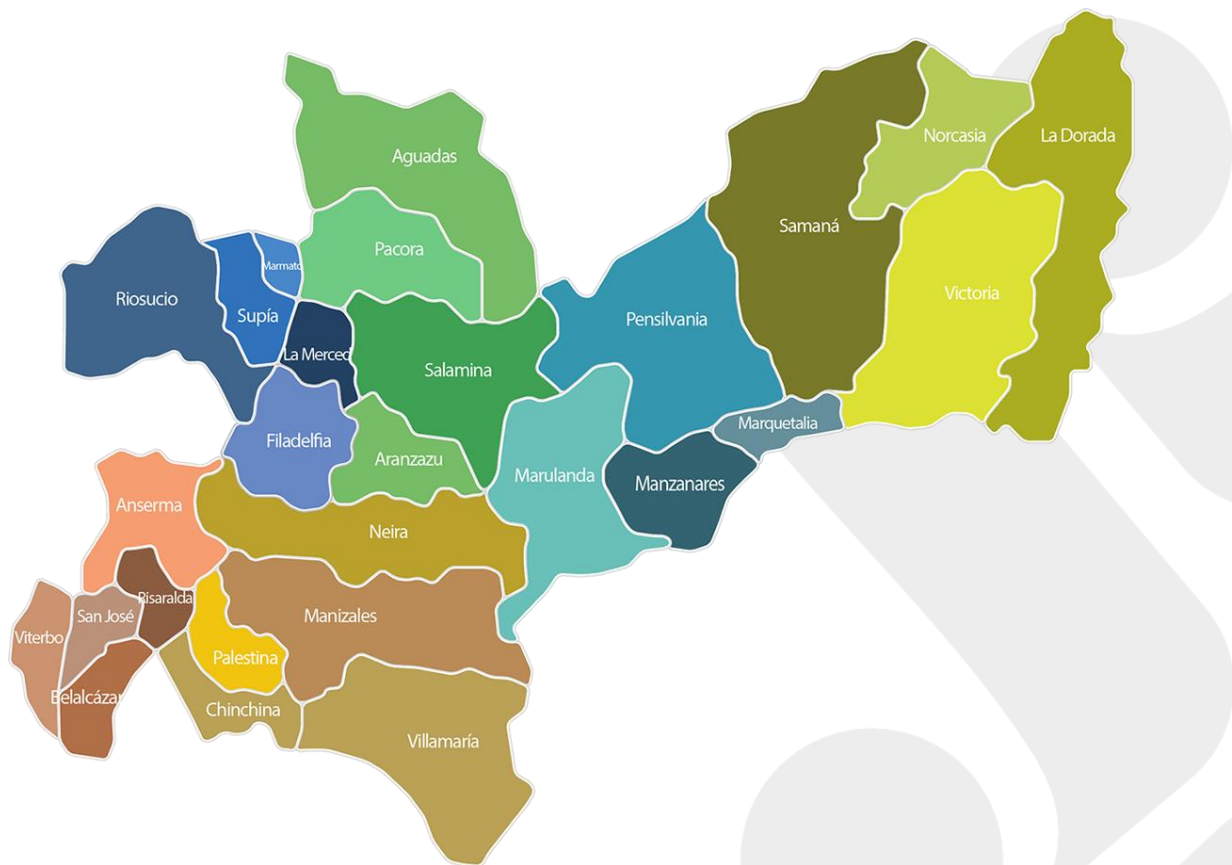 Aguadas
Norcasia
La Dorada
Samaná
Pacora
Marmato
Riosucio
Supía
Pensilvania
Victoria
La Merced
Salamina
Marquetalia
Filadelfia
Aranzazu
Marulanda
Manzanares
Anserma
Neira
Risaralda
San José
Manizales
Viterbo
Palestina
Belalcázar
Chinchina
Villamaría